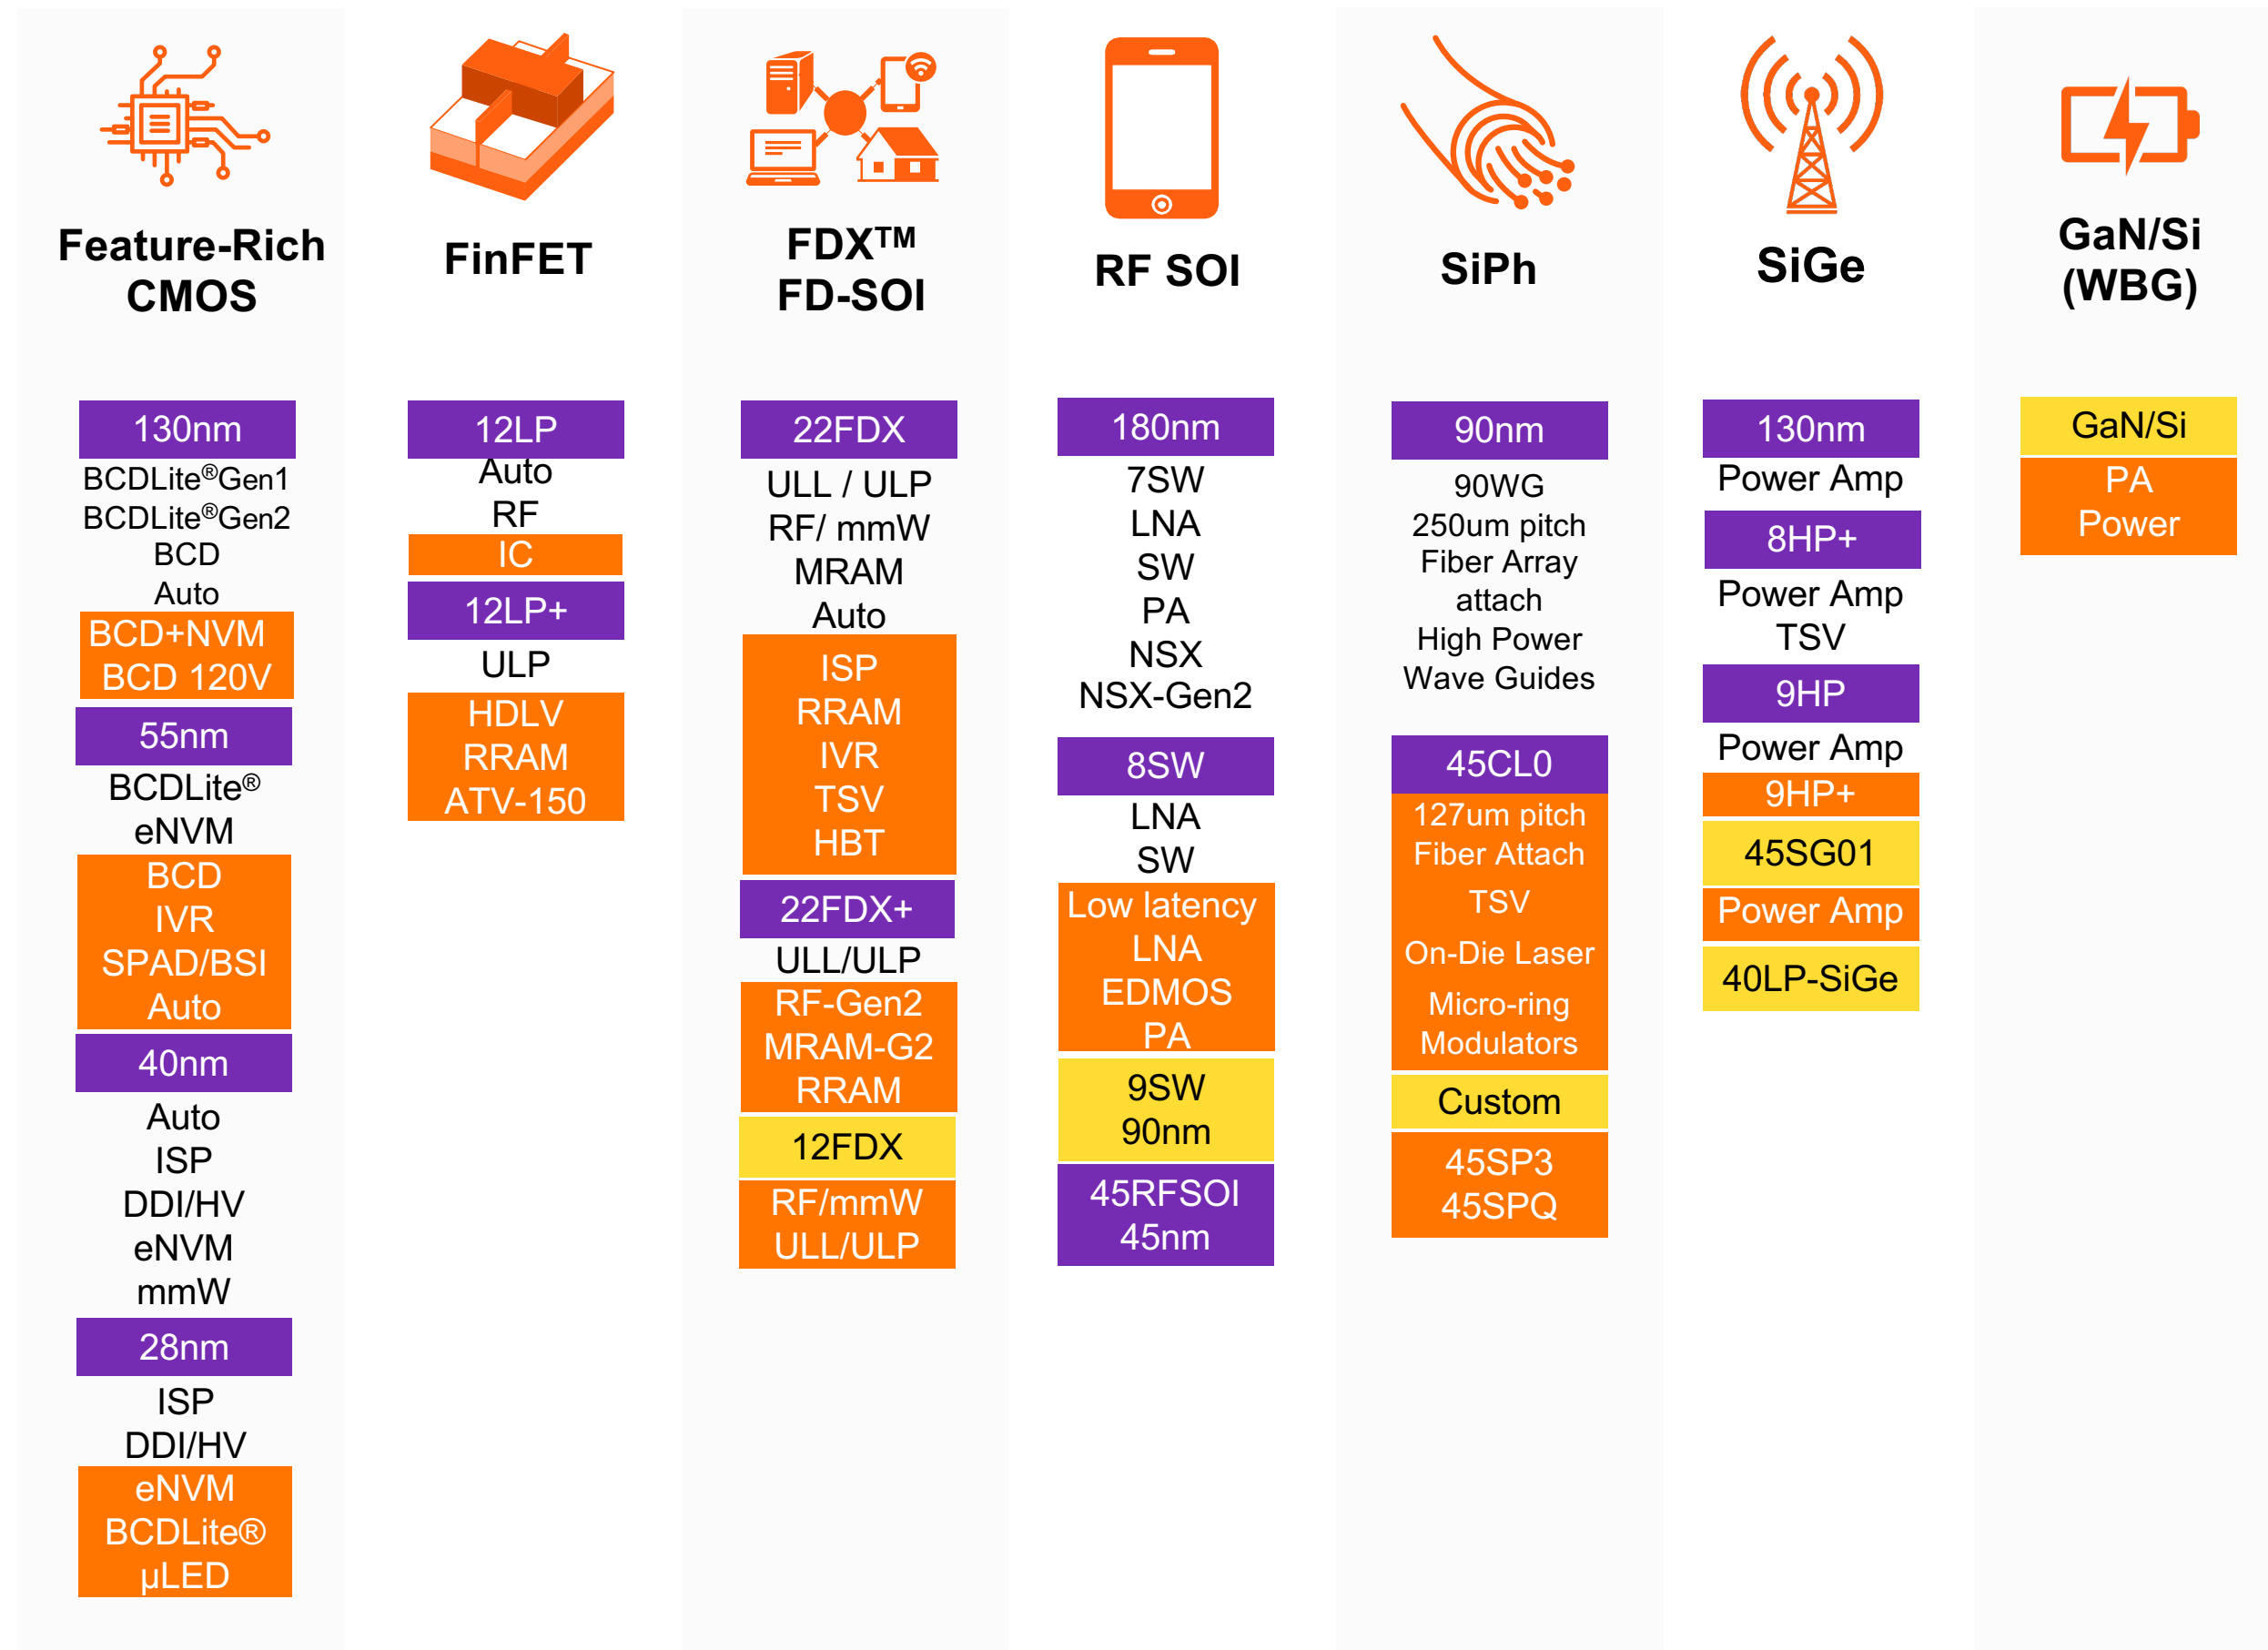 Feature-Rich
CMOS
130nm
BCDLite®Gen1
BCDLite®Gen2
BCD
Auto
BCD+NVM
BCD 120V
55nm
BCDLite®
eNVM
BCD
IVR
SPAD/BSI
Auto
40nm
Auto
ISP
DDI/HV
eNVM
mmW
28nm
ISP
DDI/HV
eNVM
BCDLite®
µLED
FinFET
12LP
Auto
RF
IC
12LP+
ULP
HDLV
RRAM
ATV-150
FDX™
FD-SOI
22FDX
ULL / ULP
RF/ mmW
MRAM
Auto
ISP
RRAM
IVR
TSV
HBT
22FDX+
ULL/ULP
RF-Gen2
MRAM-G2
RRAM
12FDX
RF/mmW
ULL/ULP
RF SOI
180nm
7SW
LNA
SW
PA
NSX
NSX-Gen2
8SW
LNA
SW
Low latency
LNA
EDMOS
PA
9SW
90nm
45RFSOI
45nm
SiPh
90nm
90WG
250um pitch
Fiber Array
attach
High Power
Wave Guides
45CL0
127um pitch
Fiber Attach
TSV
On-Die Laser
Micro-ring
Modulators
Custom
45SP3
45SPQ
SiGe
130nm
Power Amp
8HP+
Power Amp
TSV
9HP
Power Amp
9HP+
45SG01
Power Amp
40LP-SiGe
GaN/Si
(WBG)
GaN/Si
PA
Power